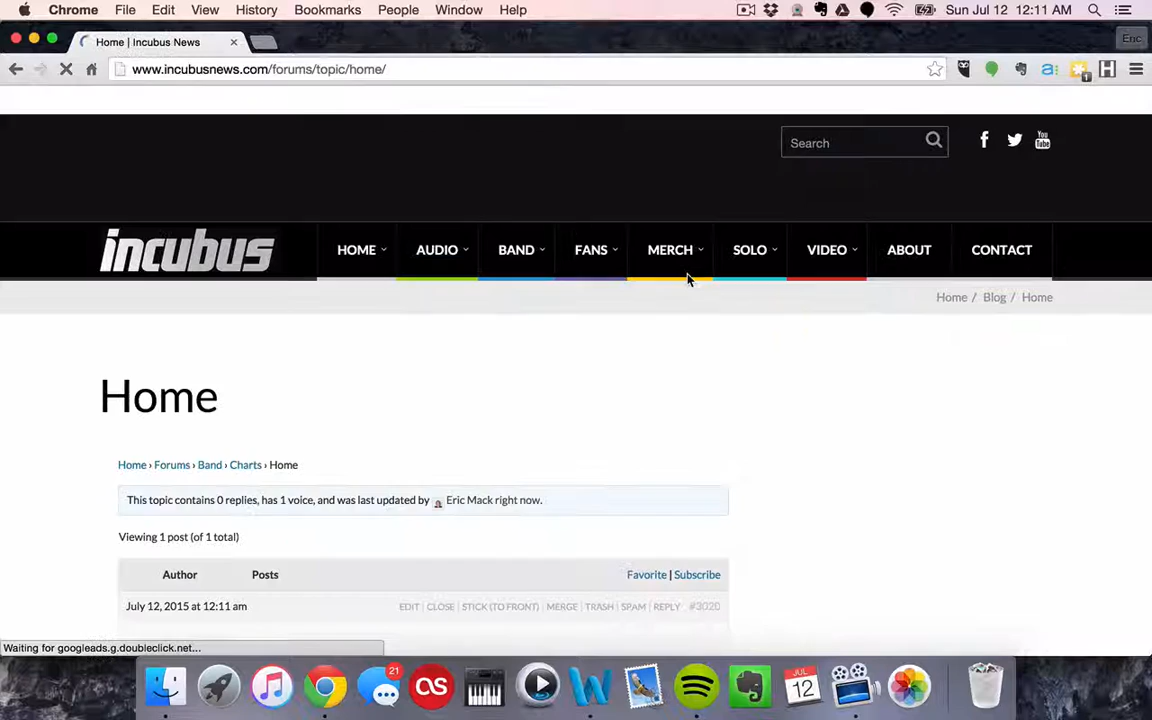 Chrome File Edit View History Bookmarks People Window Help Sun Jul 12 12:11 AM
Home | Incubus News Eric
www.incubusnews.com/forums/topic/home/
1
Search f You Tube
incubus HOME AUDIO BAND FANS MERCH SOLO VIDEO ABOUT CONTACT
Home / Blog / Home
Home
Home › Forums › Band › Charts › Home
This topic contains 0 replies, has 1 voice, and was last updated by Eric Mack right now.
Viewing 1 post (of 1 total)
Author Posts Favorite | Subscribe
July 12, 2015 at 12:11 am EDIT | CLOSE | STICK (TO FRONT) | MERGE | TRASH | SPAM | REPLY #3020
Waiting for googleads.g.doubleclick.net...
21
JUL
12